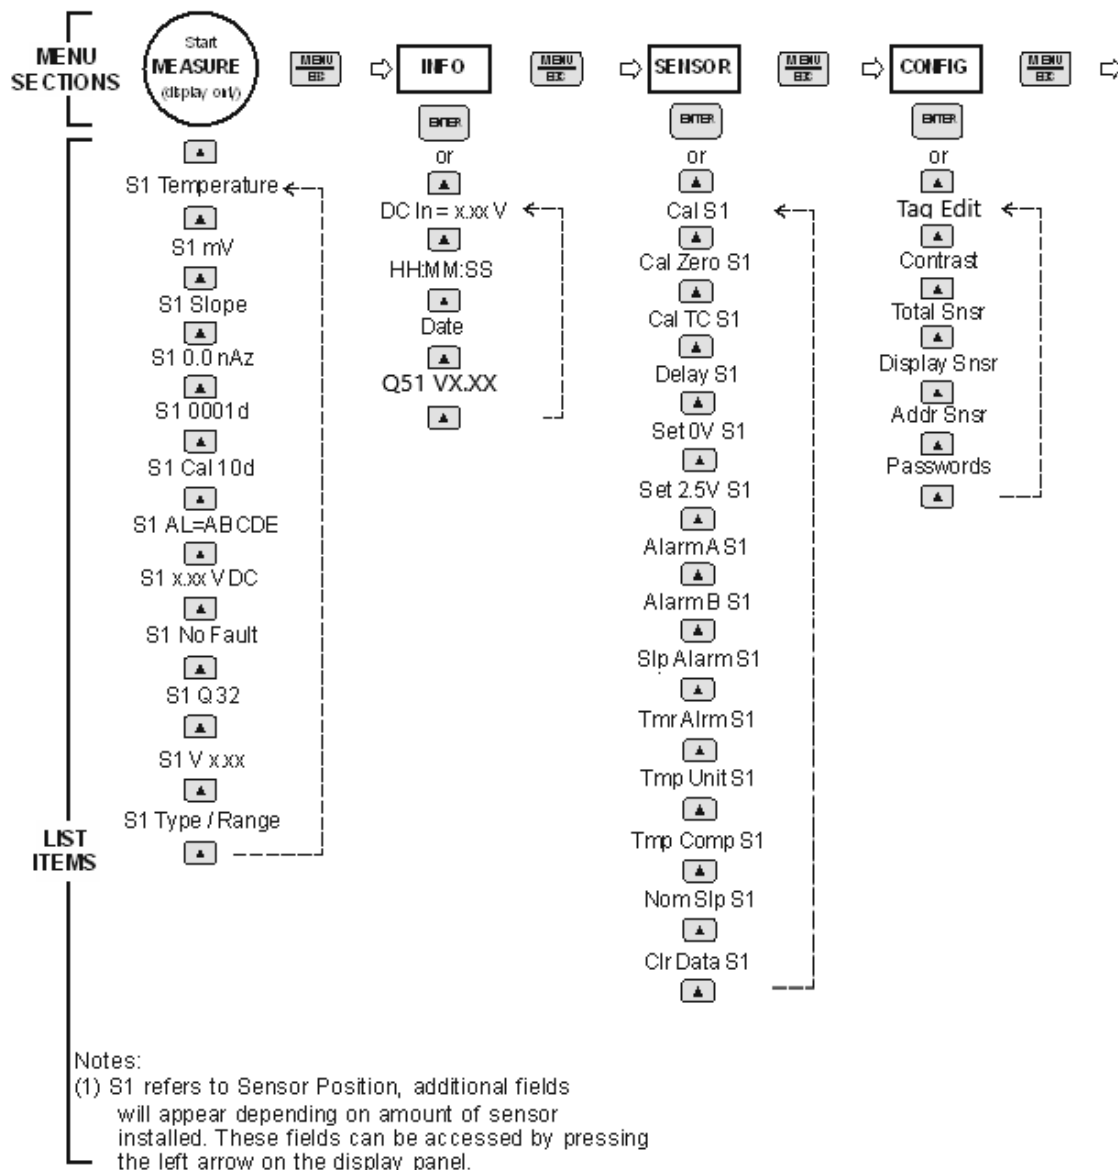 MENU
SECTIONS
Start
MEASURE
(display only)
MENU
ESC
INFO
MENU
ESC
SENSOR
MENU
ESC
CONFIG
MENU
ESC
LIST
ITEMS
S1 Temperature
S1 mV
S1 Slope
S1 0.0 nAz
S1 0001d
S1 Cal 10d
S1 AL=ABCDE
S1 x.xx VDC
S1 No Fault
S1 Q32
S1 V x.xx
S1 Type / Range
ENTER
or
DC In = x.xx V
HH:MM:SS
Date
Q51 VX.XX
ENTER
or
Cal S1
Cal Zero S1
Cal TC S1
Delay S1
Set 0V S1
Set 2.5V S1
Alarm A S1
Alarm B S1
Slp Alarm S1
Tmr Alrm S1
Tmp Unit S1
Tmp Comp S1
Nom Slp S1
Clr Data S1
ENTER
or
Tag Edit
Contrast
Total Snsr
Display Snsr
Addr Snsr
Passwords
Notes:
(1) S1 refers to Sensor Position, additional fields
will appear depending on amount of sensor
installed. These fields can be accessed by pressing
the left arrow on the display panel.